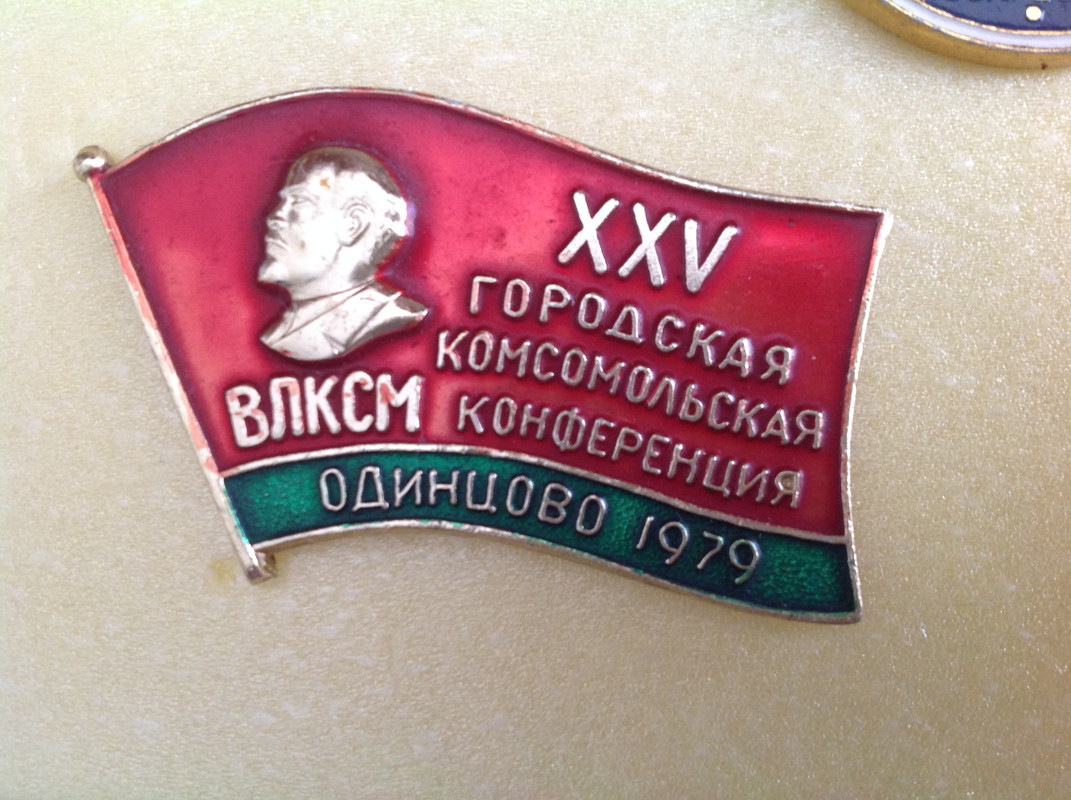 XXV
ГОРОДСКАЯ
КОМСОМОЛЬСКАЯ
КОНФЕРЕНЦИЯ
ВЛКСМ
ОДИНЦОВО 1979